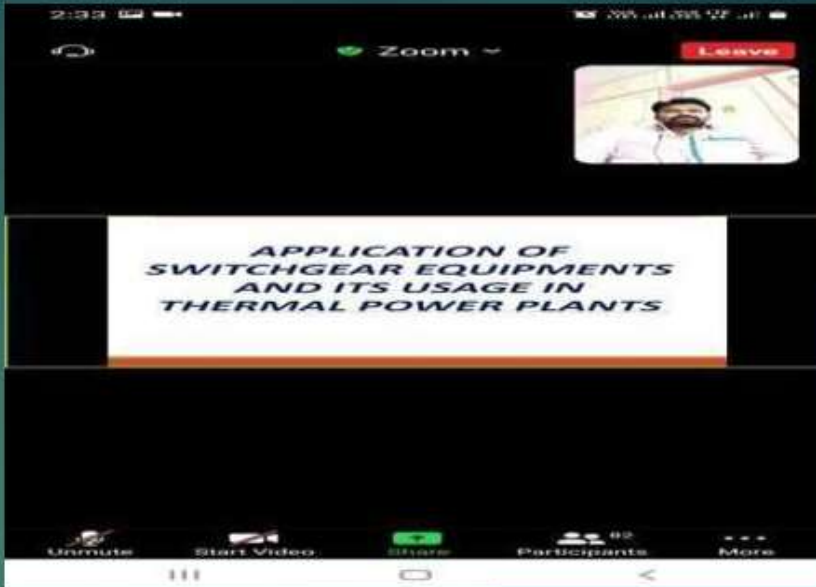 2:33
Zoom
Leave
APPLICATION OF
SWITCHGEAR EQUIPMENTS
AND ITS USAGE IN
THERMAL POWER PLANTS
Unmute
Start Video
Share
82
Participants
More